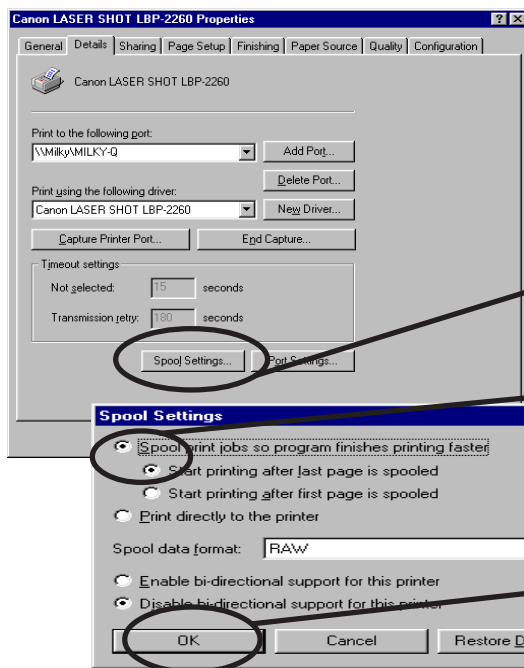 Canon LASER SHOT LBP-2260 Properties
General Details Sharing Page Setup Finishing Paper Source Quality Configuration
Canon LASER SHOT LBP-2260
Print to the following port:
\\Milky\MILKY-Q Add Port...
Delete Port...
Print using the following driver:
Canon LASER SHOT LBP-2260 New Driver...
Capture Printer Port... End Capture...
Timeout settings
Not selected: 15 seconds
Transmission retry: 180 seconds
Spool Settings... Port Settings...
Spool Settings
Spool print jobs so program finishes printing faster
Start printing after last page is spooled
Start printing after first page is spooled
Print directly to the printer
Spool data format: RAW
Enable bi-directional support for this printer
Disable bi-directional support for this printer
OK Cancel Restore D